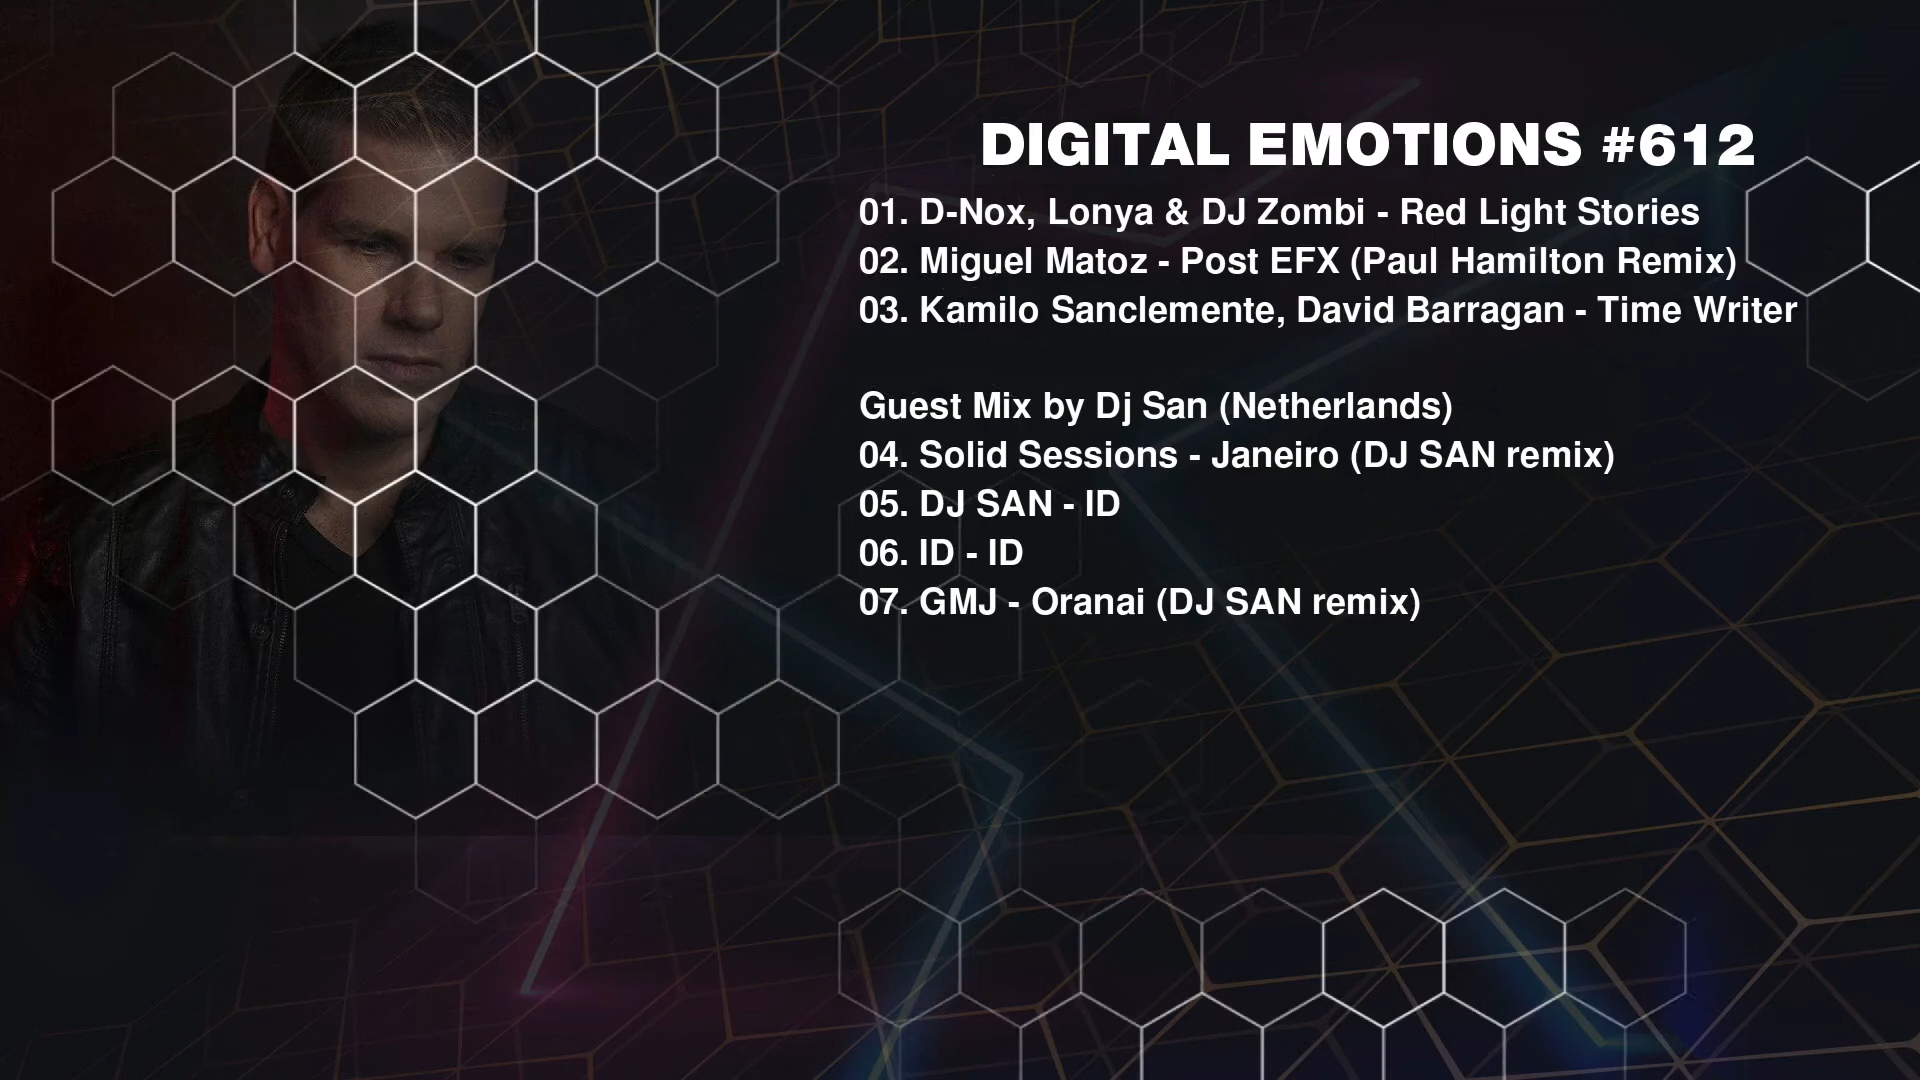 DIGITAL EMOTIONS #612
01. D-Nox, Lonya & DJ Zombi - Red Light Stories
02. Miguel Matoz - Post EFX (Paul Hamilton Remix)
03. Kamilo Sanclemente, David Barragan - Time Writer
Guest Mix by Dj San (Netherlands)
04. Solid Sessions - Janeiro (DJ SAN remix)
05. DJ SAN - ID
06. ID - ID
07. GMJ - Oranai (DJ SAN remix)